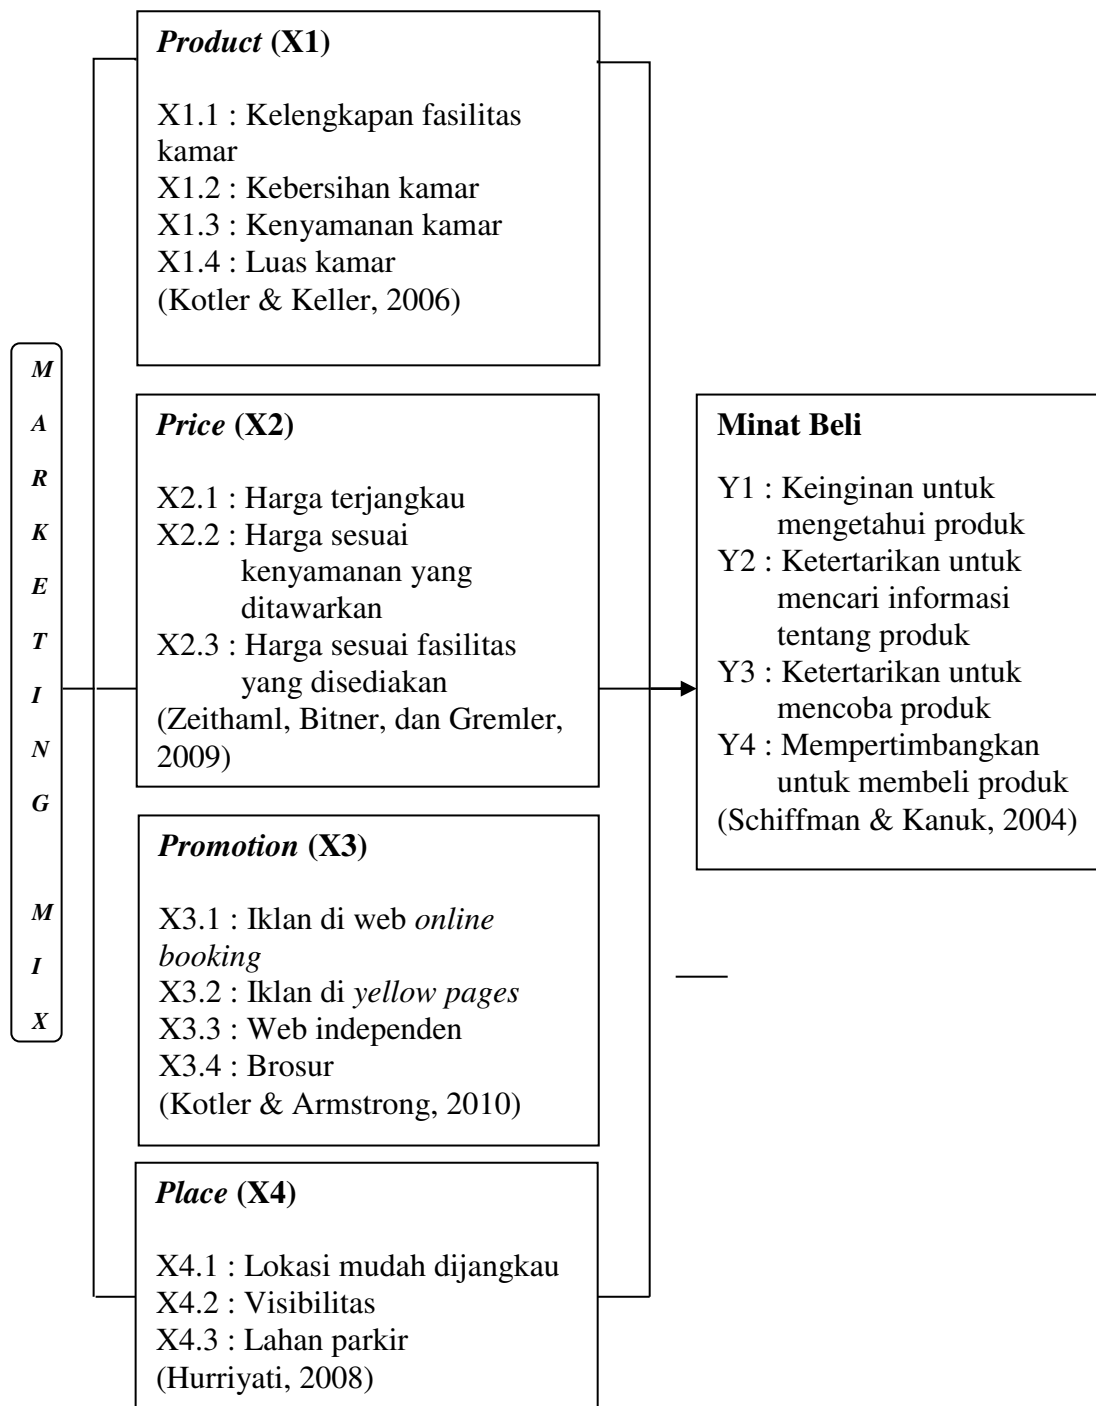 Product (X1)
X1.1 : Kelengkapan fasilitas
kamar
X1.2 : Kebersihan kamar
X1.3 : Kenyamanan kamar
X1.4 : Luas kamar
(Kotler & Keller, 2006)
M
A
R
K
E
T
I
N
G
M
I
X
Price (X2)
X2.1 : Harga terjangkau
X2.2 : Harga sesuai
kenyamanan yang
ditawarkan
X2.3 : Harga sesuai fasilitas
yang disediakan
(Zeithaml, Bitner, dan Gremler,
2009)
Promotion (X3)
X3.1 : Iklan di web online
booking
X3.2 : Iklan di yellow pages
X3.3 : Web independen
X3.4 : Brosur
(Kotler & Armstrong, 2010)
Place (X4)
X4.1 : Lokasi mudah dijangkau
X4.2 : Visibilitas
X4.3 : Lahan parkir
(Hurriyati, 2008)
Minat Beli
Y1 : Keinginan untuk
mengetahui produk
Y2 : Ketertarikan untuk
mencari informasi
tentang produk
Y3 : Ketertarikan untuk
mencoba produk
Y4 : Mempertimbangkan
untuk membeli produk
(Schiffman & Kanuk, 2004)